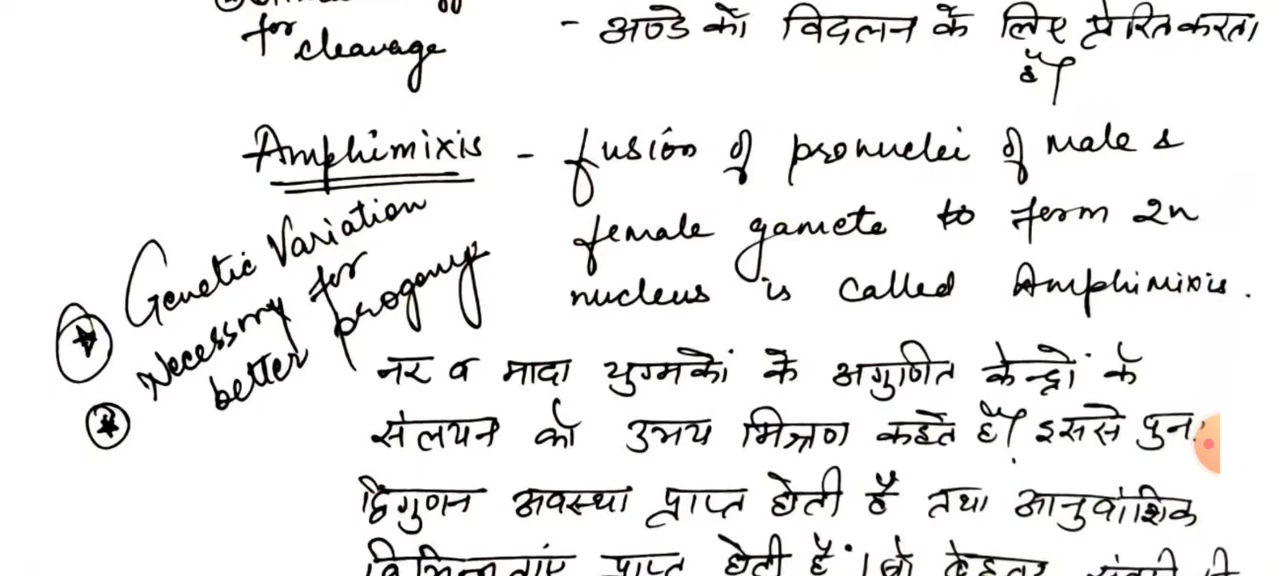 for
cleavage
- अण्डे को विदलन के लिए प्रेरित करता
है।
Amphimixis - fusion of pronuclei of male &
female gamete to form 2n
nucleus is called Amphimixis.
Genetic Variation
Necessary for
better progeny
नर व मादा युग्मकों के अगुणित केन्द्रों के
संलयन को उभय मिश्रण कहते हैं। इससे पुनः
द्विगुणन अवस्था प्राप्त होती है तथा आनुवांशिक
प्राप्त होती हैं।